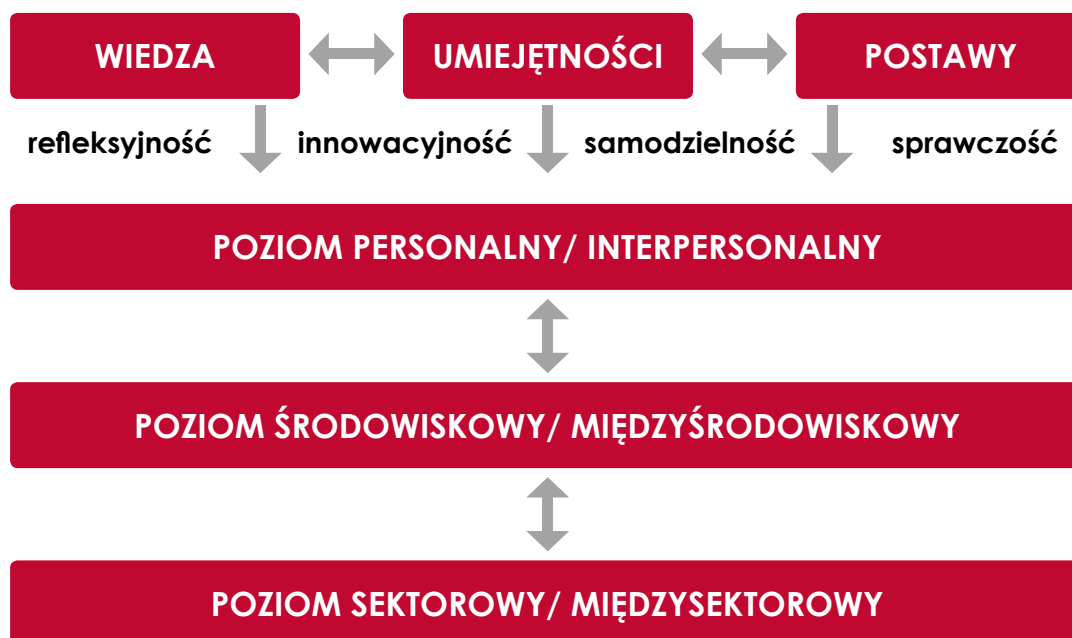 WIEDZA UMIEJĘTNOŚCI POSTAWY
refleksyjność innowacyjność samodzielność sprawczość
POZIOM PERSONALNY/ INTERPERSONALNY
POZIOM ŚRODOWISKOWY/ MIĘDZYŚRODOWISKOWY
POZIOM SEKTOROWY/ MIĘDZYSEKTOROWY